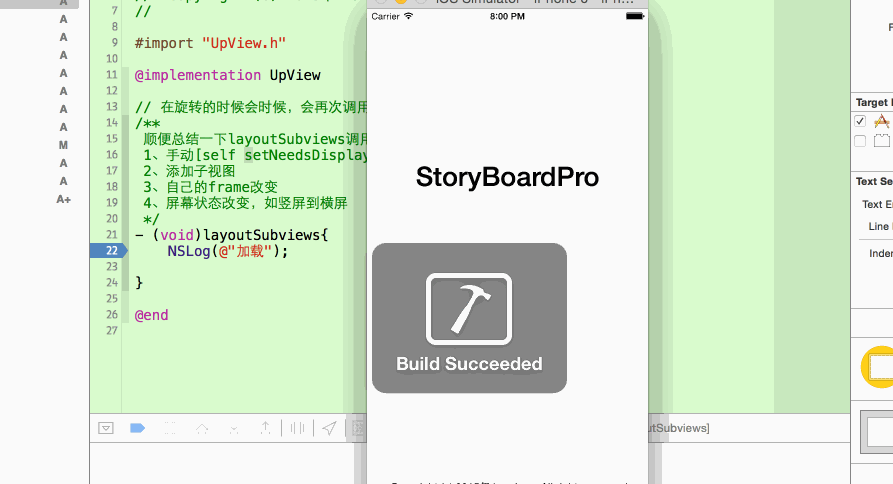 iOS Simulator
Carrier
8:00 PM
A
A
A
A
A
A
A
A
M
A
A
A+
7 //
8
9 #import "UpView.h"
10
11 @implementation UpView
12
13 // 在旋转的时候会时候，会再次调用
14 /**
15 顺便总结一下layoutSubviews调用
16 1、手动[self setNeedsDisplay
17 2、添加子视图
18 3、自己的frame改变
19 4、屏幕状态改变，如竖屏到横屏
20 */
21 - (void)layoutSubviews{
22 NSLog(@"加载");
23
24 }
25
26 @end
27
StoryBoardPro
Build Succeeded
utSubviews]
Target
Text Se
Text En
Line
Inden